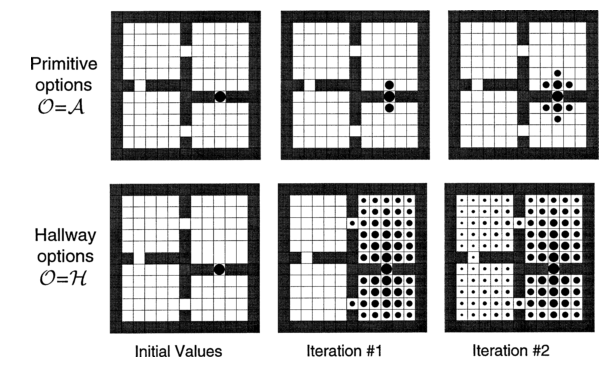 Primitive
options
𝒪=𝒜
Hallway
options
𝒪=ℋ
Initial Values
Iteration #1
Iteration #2